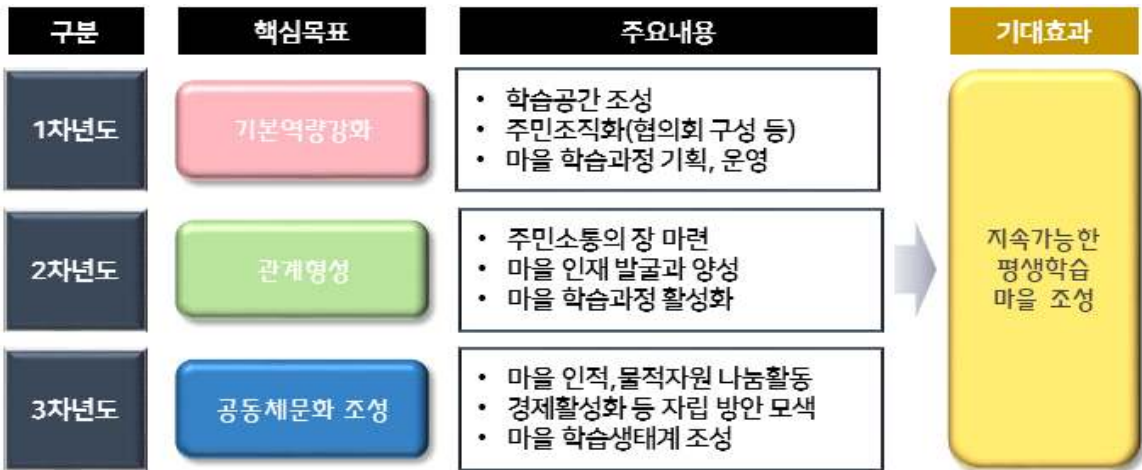 구분
핵심목표
주요내용
기대효과
1차년도
기본역량강화
• 학습공간 조성
• 주민조직화(협의회 구성 등)
• 마을 학습과정 기획, 운영
2차년도
관계형성
• 주민소통의 장 마련
• 마을 인재 발굴과 양성
• 마을 학습과정 활성화
3차년도
공동체문화 조성
• 마을 인적,물적자원 나눔활동
• 경제활성화 등 자립 방안 모색
• 마을 학습생태계 조성
지속가능한
평생학습
마을 조성